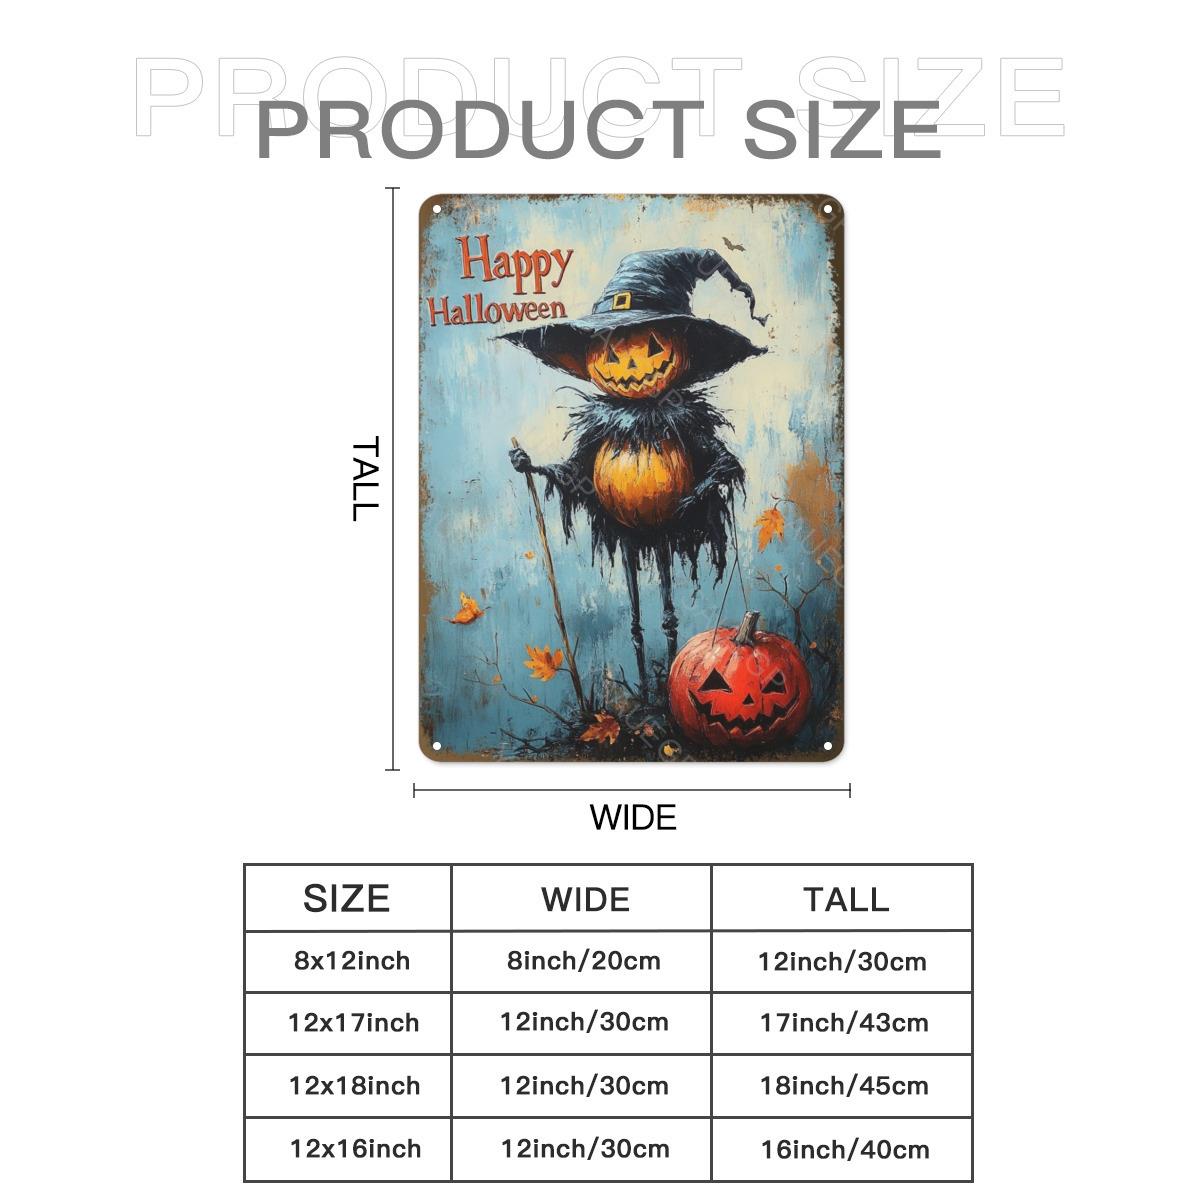 PRODUCT SIZE
PRODUCT SIZE
Happy
Halloween
TALL
WIDE
SIZE WIDE TALL
8x12inch 8inch/20cm 12inch/30cm
12x17inch 12inch/30cm 17inch/43cm
12x18inch 12inch/30cm 18inch/45cm
12x16inch 12inch/30cm 16inch/40cm